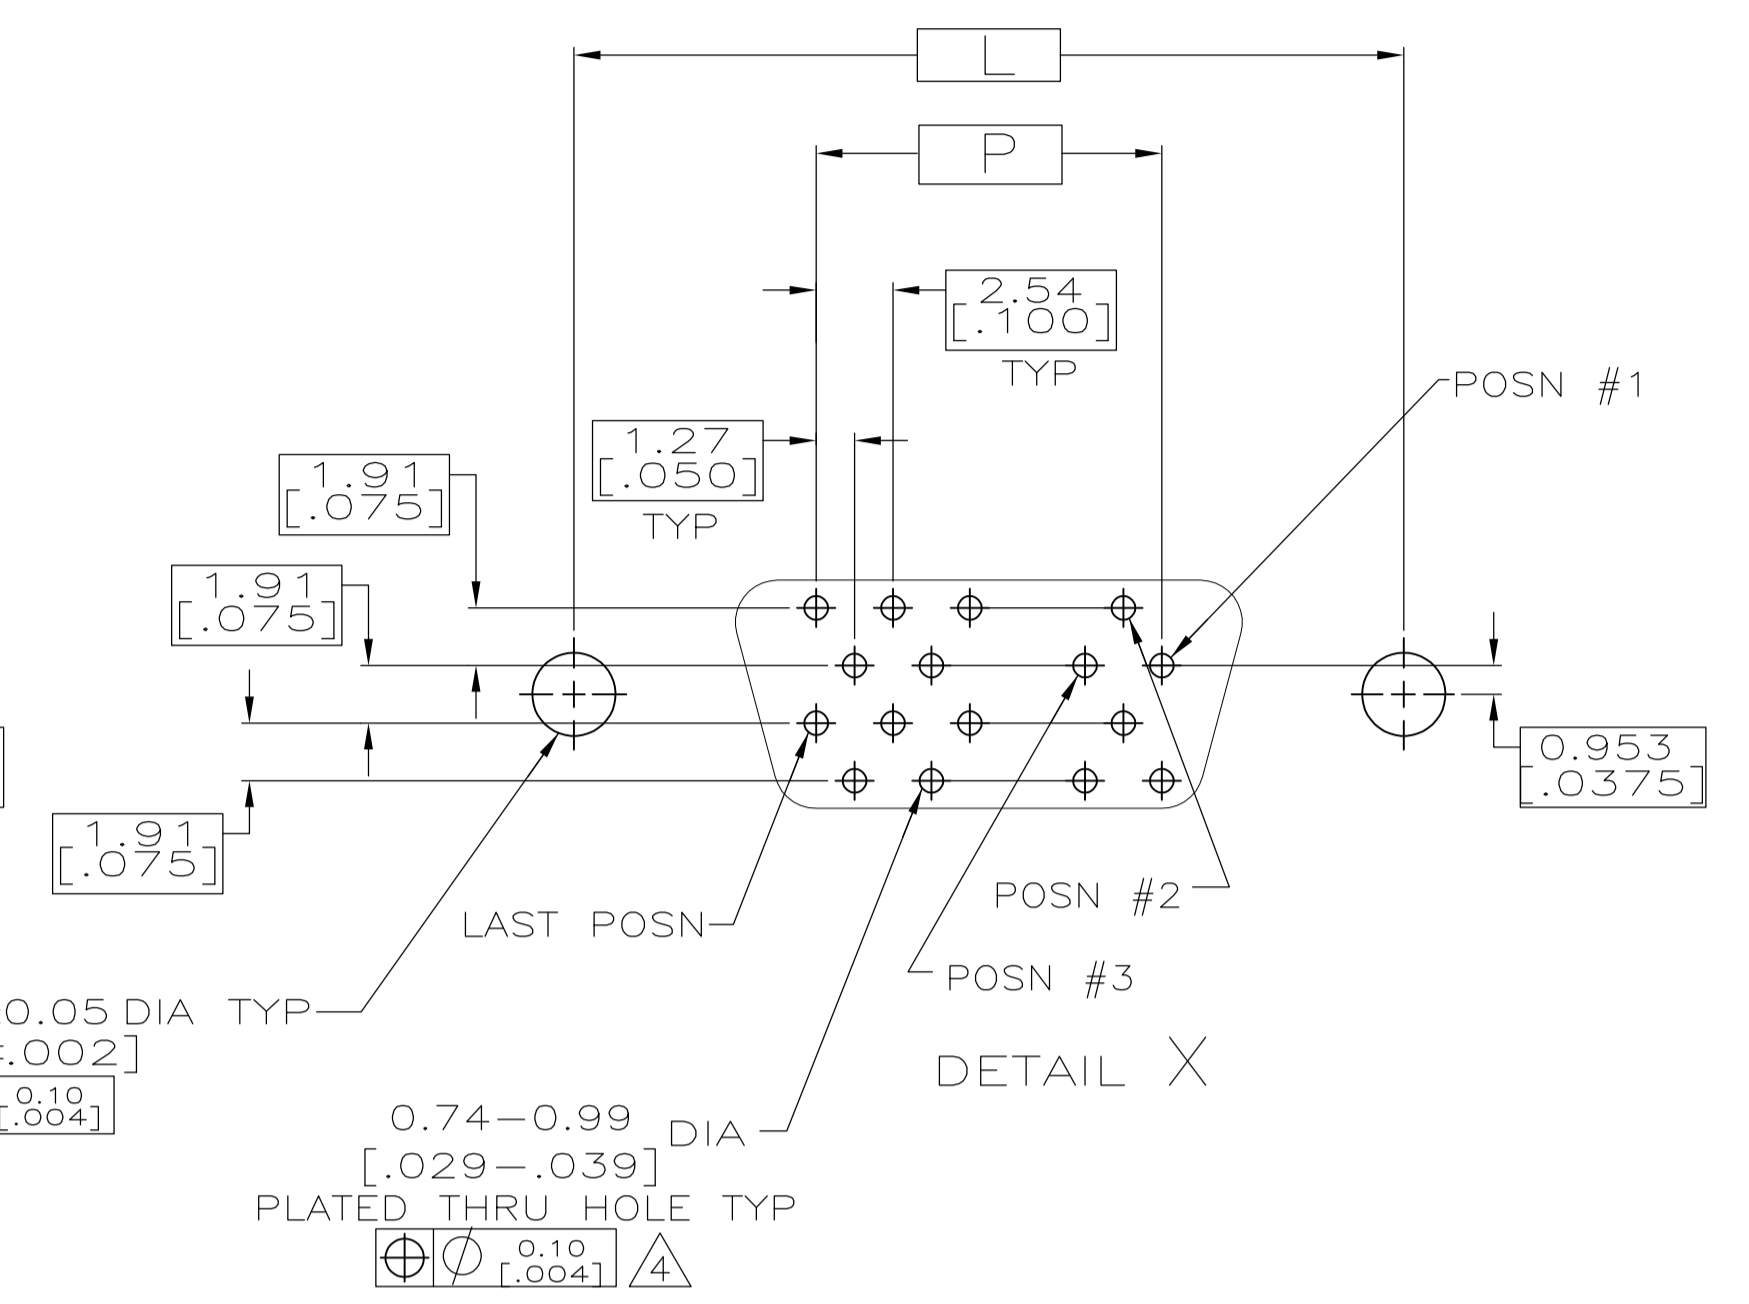 L
P
2.54
[.100]
TYP
POSN #1
1.27
[.050]
TYP
1.91
[.075]
1.91
[.075]
0.953
[.0375]
1.91
[.075]
POSN #2
LAST POSN
POSN #3
0.05 DIA TYP
.002]
0.10
[.004]
DETAIL X
0.74-0.99 DIA
[.029-.039]
PLATED THRU HOLE TYP
⌖ ∅ 0.10 4
[.004]